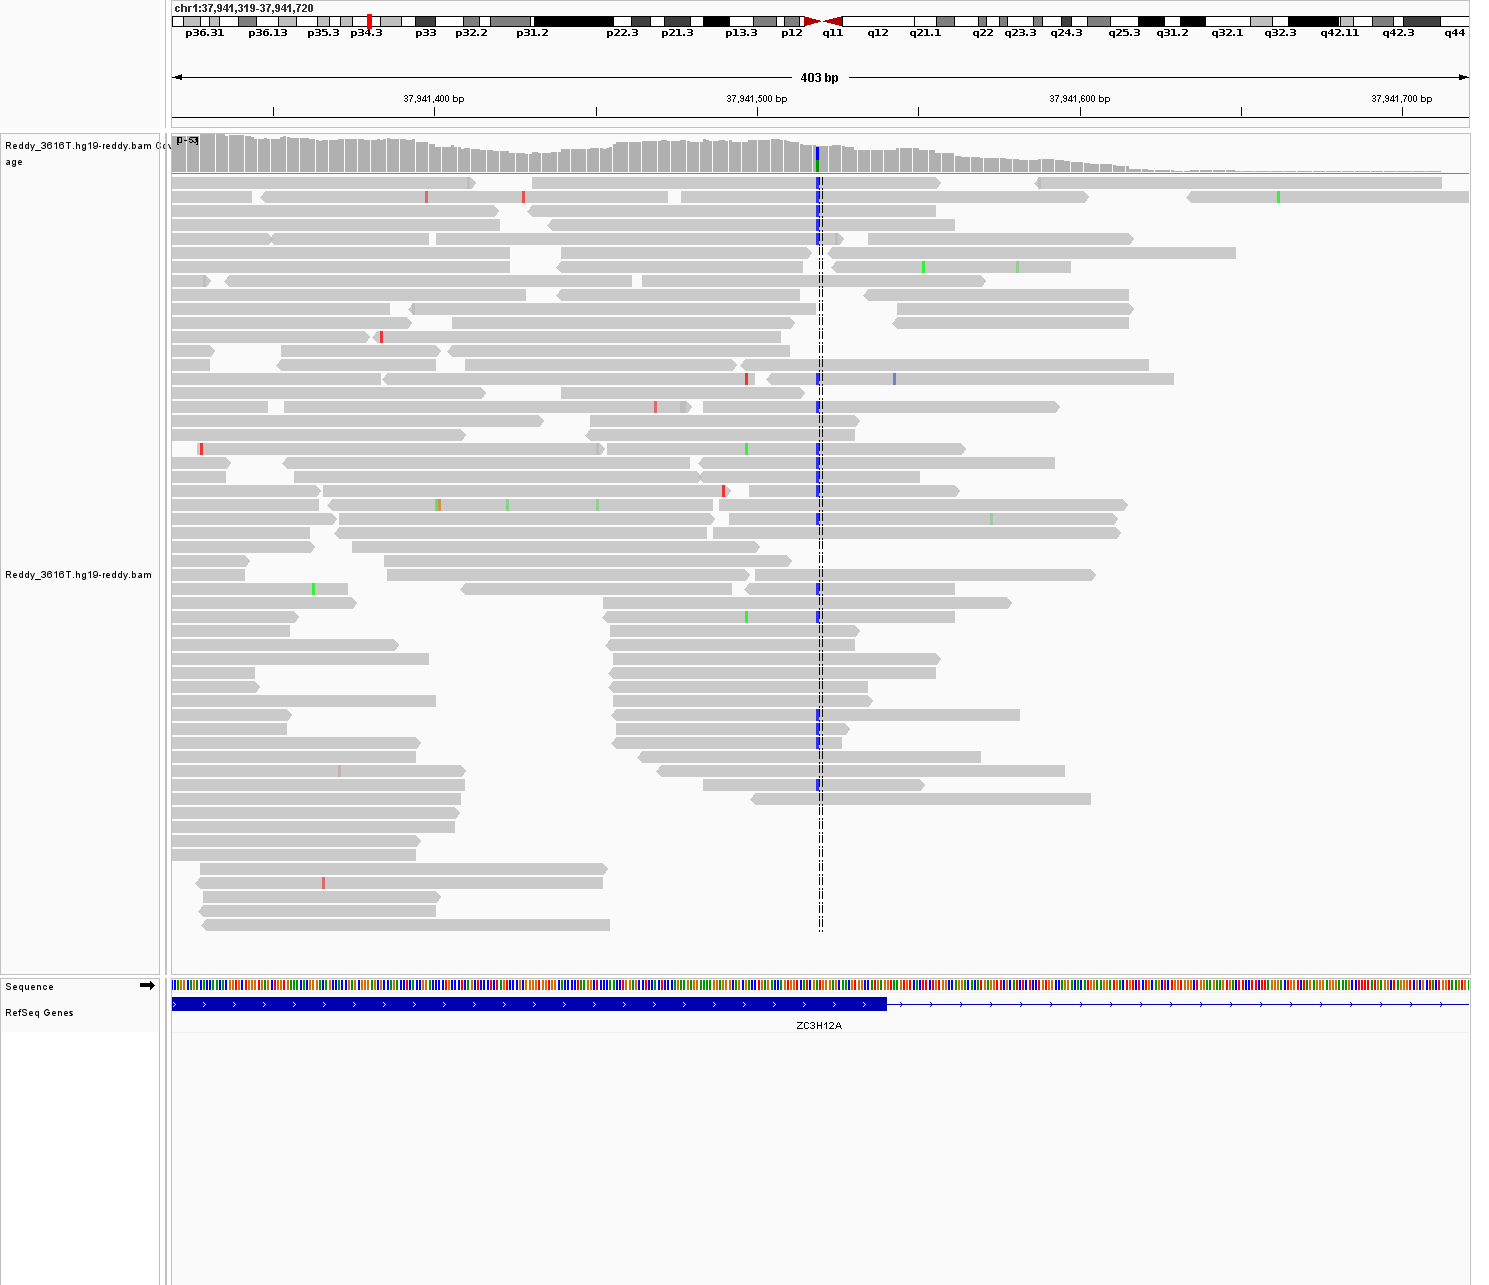 chr1:37,941,319-37,941,720
p36.31 p36.13 p35.3 p34.3 p33 p32.2 p31.2 p22.3 p21.3 p13.3 p12 q11 q12 q21.1 q22 q23.3 q24.3 q25.3 q31.2 q32.1 q32.3 q42.11 q42.3 q44
403 bp
37,941,400 bp 37,941,500 bp 37,941,600 bp 37,941,700 bp
Reddy_3616T.hg19-reddy.bam Cov
age
Reddy_3616T.hg19-reddy.bam
Sequence
RefSeq Genes
ZC3H12A